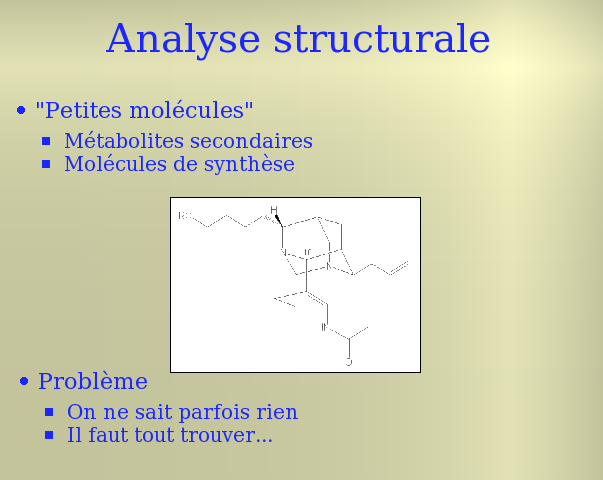 Analyse structurale
"Petites molécules"
Métabolites secondaires
Molécules de synthèse
H
N
N
O
Problème
On ne sait parfois rien
Il faut tout trouver...